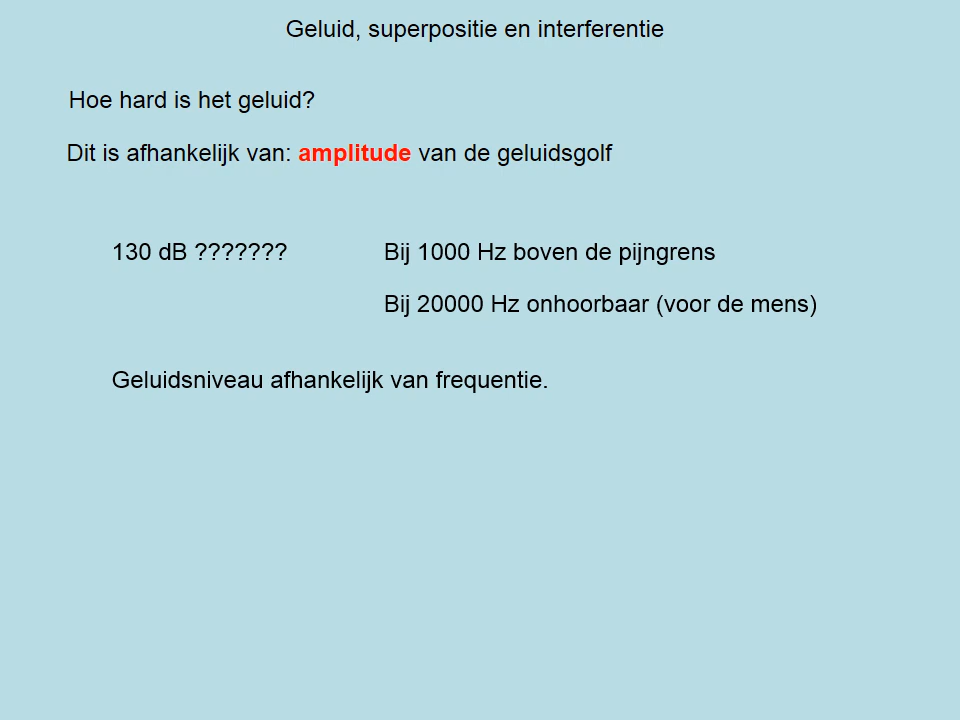 Geluid, superpositie en interferentie
Hoe hard is het geluid?
Dit is afhankelijk van: amplitude van de geluidsgolf
130 dB ??????? Bij 1000 Hz boven de pijngrens
Bij 20000 Hz onhoorbaar (voor de mens)
Geluidsniveau afhankelijk van frequentie.